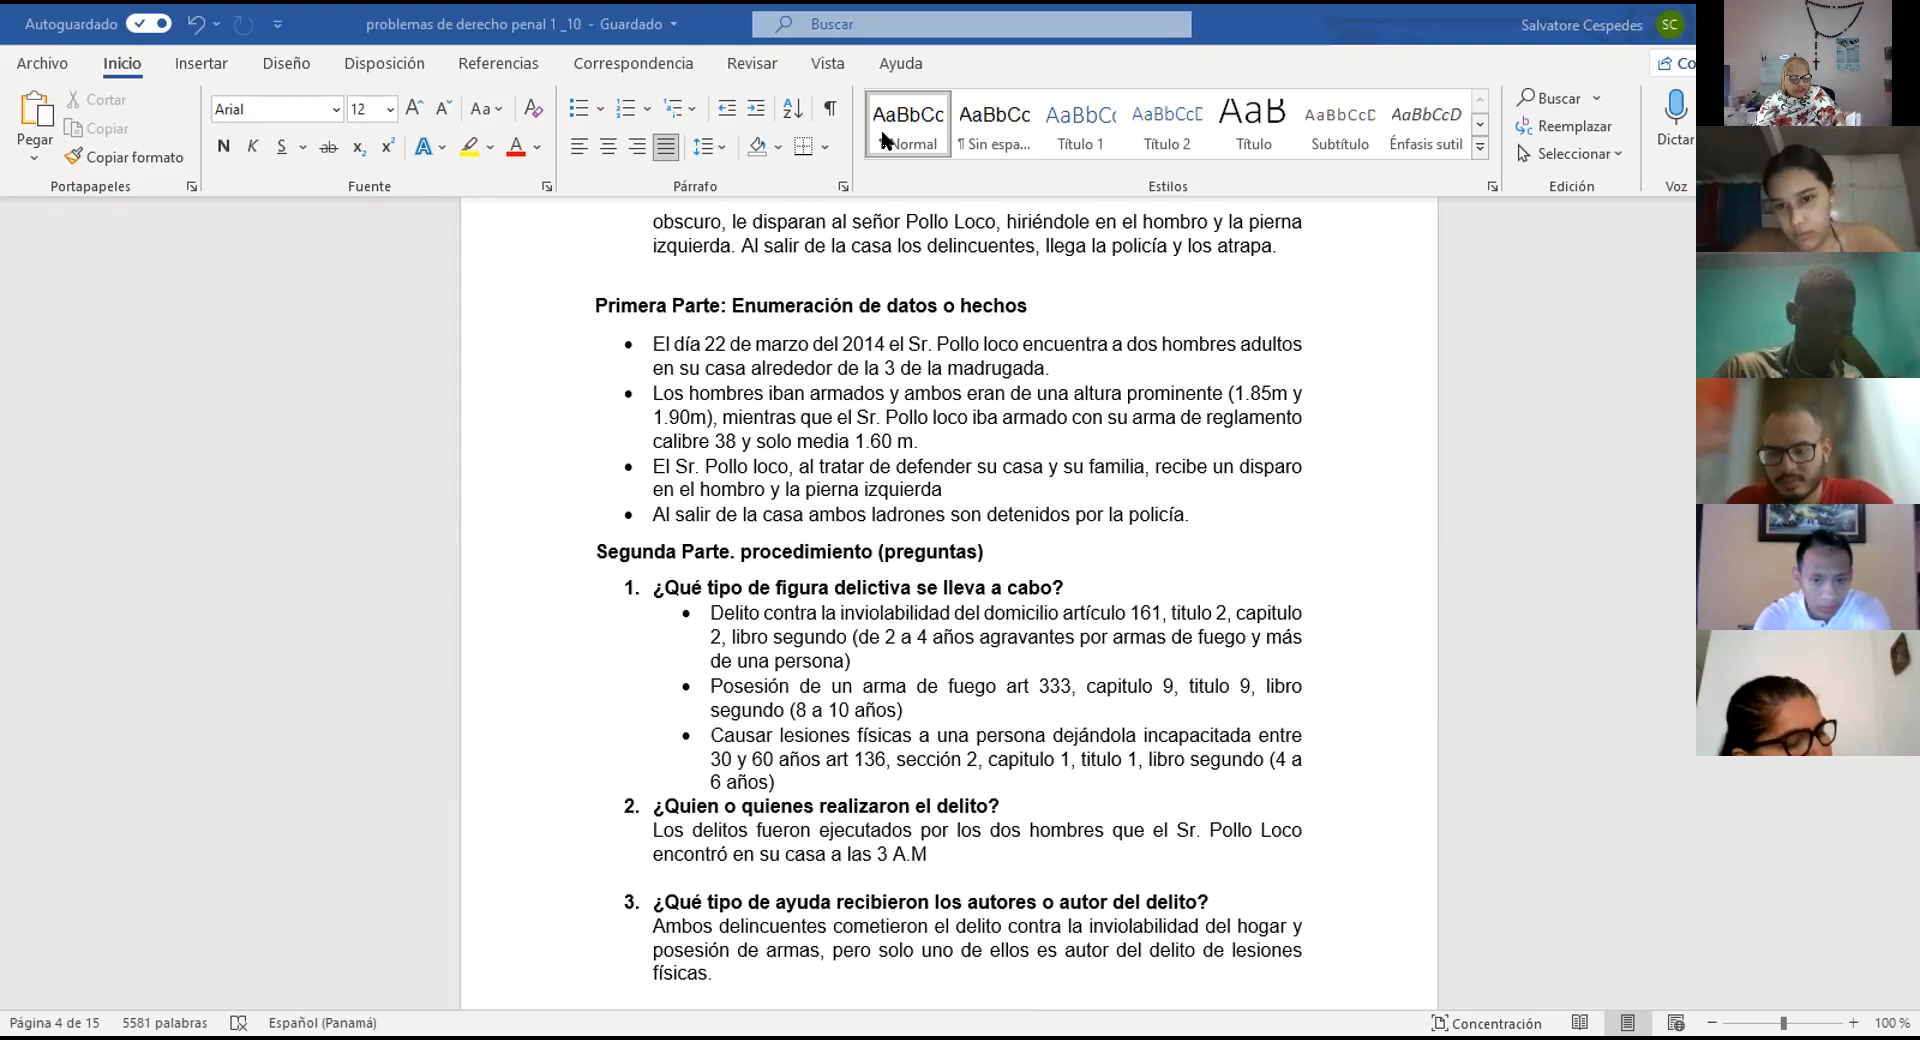 Autoguardado
problemas de derecho penal 1 _10 - Guardado
Buscar
Salvatore Cespedes
SC
Archivo Inicio Insertar Diseño Disposición Referencias Correspondencia Revisar Vista Ayuda
Co
Pegar
Cortar
Copiar
Copiar formato
Portapapeles
Arial 12
N K S ab x₂ x² A A
Aa
Fuente
Párrafo
AaBbCc AaBbCc AaBbC AaBbCcD AaB AaBbCcD AaBbCcD
Normal ¶ Sin espa... Título 1 Título 2 Título Subtítulo Énfasis sutil
Estilos
Buscar
Reemplazar
Seleccionar
Edición
Dictar
Voz
obscuro, le disparan al señor Pollo Loco, hiriéndole en el hombro y la pierna
izquierda. Al salir de la casa los delincuentes, llega la policía y los atrapa.
Primera Parte: Enumeración de datos o hechos
• El día 22 de marzo del 2014 el Sr. Pollo loco encuentra a dos hombres adultos
en su casa alrededor de la 3 de la madrugada.
• Los hombres iban armados y ambos eran de una altura prominente (1.85m y
1.90m), mientras que el Sr. Pollo loco iba armado con su arma de reglamento
calibre 38 y solo media 1.60 m.
• El Sr. Pollo loco, al tratar de defender su casa y su familia, recibe un disparo
en el hombro y la pierna izquierda
• Al salir de la casa ambos ladrones son detenidos por la policía.
Segunda Parte. procedimiento (preguntas)
1. ¿Qué tipo de figura delictiva se lleva a cabo?
• Delito contra la inviolabilidad del domicilio artículo 161, titulo 2, capitulo
2, libro segundo (de 2 a 4 años agravantes por armas de fuego y más
de una persona)
• Posesión de un arma de fuego art 333, capitulo 9, titulo 9, libro
segundo (8 a 10 años)
• Causar lesiones físicas a una persona dejándola incapacitada entre
30 y 60 años art 136, sección 2, capitulo 1, titulo 1, libro segundo (4 a
6 años)
2. ¿Quien o quienes realizaron el delito?
Los delitos fueron ejecutados por los dos hombres que el Sr. Pollo Loco
encontró en su casa a las 3 A.M
3. ¿Qué tipo de ayuda recibieron los autores o autor del delito?
Ambos delincuentes cometieron el delito contra la inviolabilidad del hogar y
posesión de armas, pero solo uno de ellos es autor del delito de lesiones
físicas.
Página 4 de 15 5581 palabras Español (Panamá)
Concentración
100 %